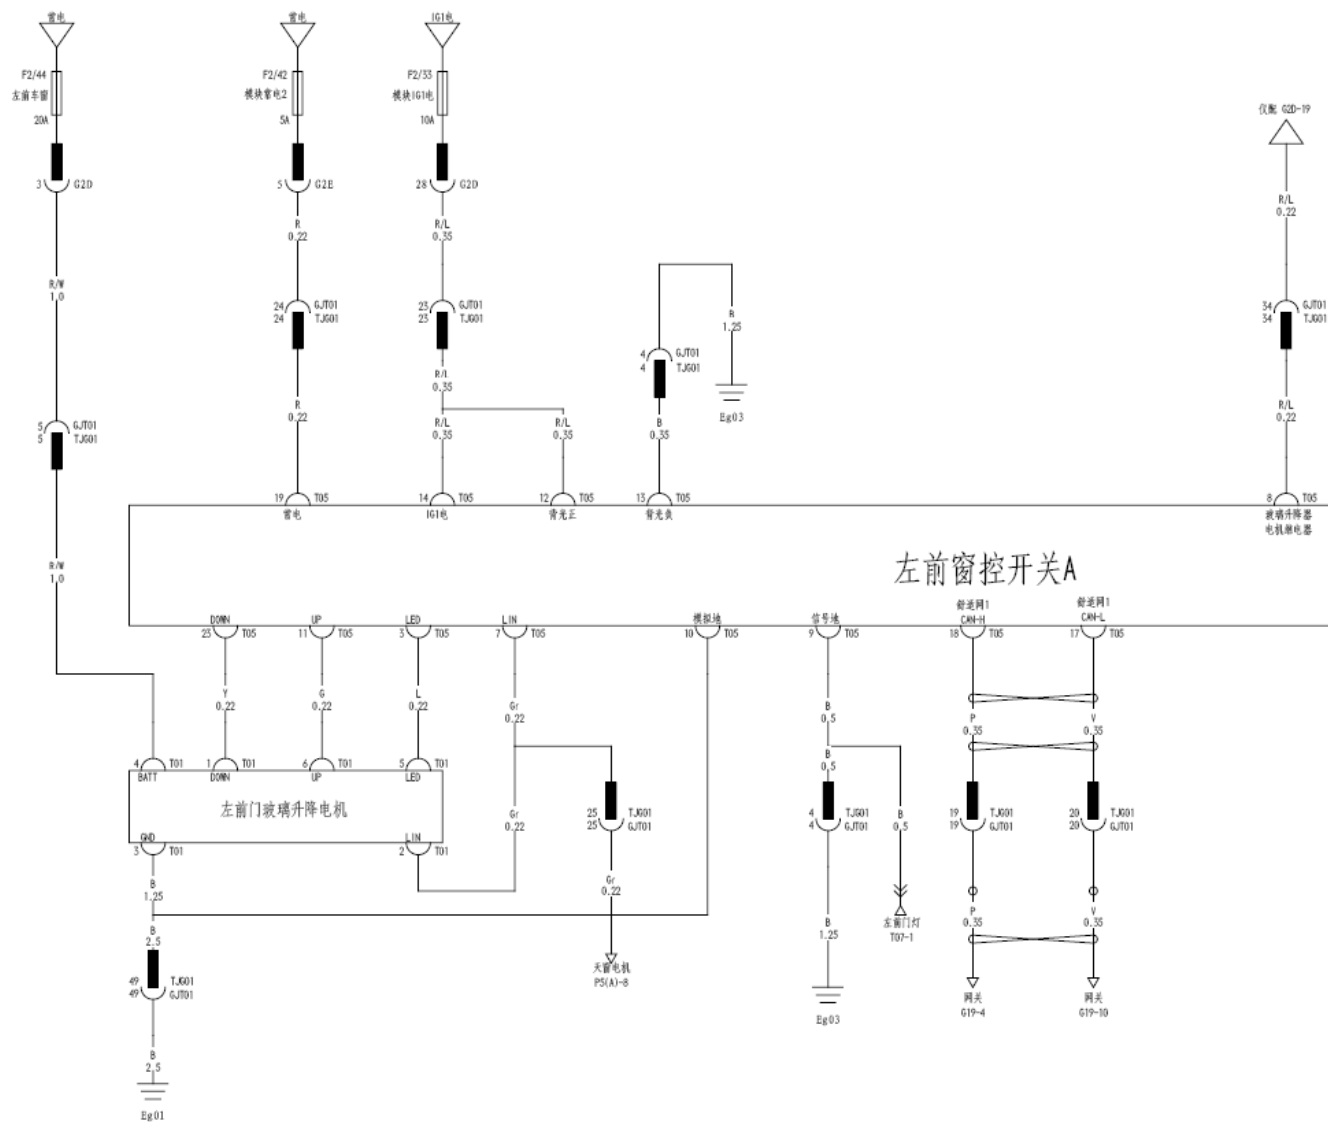 常电
常电
IG1电
F2/44
左前车窗
20A
F2/42
模块常电2
5A
F2/33
模块IG1电
10A
仪配 G2D-19
3
G2D
5
G2E
28
G2D
R
0.22
R/L
0.35
R/L
0.22
R/W
1.0
24
GJT01
24
TJG01
23
GJT01
23
TJG01
B
1.25
34
GJT01
34
TJG01
4
GJT01
4
TJG01
R/L
0.35
Eg03
R
0.22
R/L
0.35
R/L
0.35
B
0.35
R/L
0.22
5
GJT01
5
TJG01
19
T05
常电
14
T05
IG1电
12
T05
背光正
13
T05
背光负
8
T05
玻璃升降器
电机继电器
R/W
1.0
左前窗控开关A
DOWN
UP
LED
LIN
模拟地
信号地
舒适网1
CAN-H
舒适网1
CAN-L
23
T05
11
T05
3
T05
7
T05
10
T05
9
T05
18
T05
17
T05
Y
0.22
G
0.22
L
0.22
Gr
0.22
B
0.5
P
0.35
V
0.35
B
0.5
4
T01
BATT
1
T01
DOWN
6
T01
UP
5
T01
LED
左前门玻璃升降电机
Gr
0.22
25
TJG01
25
GJT01
4
TJG01
4
GJT01
B
0.5
19
TJG01
19
GJT01
20
TJG01
20
GJT01
GND
3
T01
LIN
2
T01
B
1.25
Gr
0.22
B
1.25
左前门灯
T07-1
P
0.35
V
0.35
B
2.5
天窗电机
P5(A)-8
49
TJG01
49
GJT01
Eg03
网关
G19-4
网关
G19-10
B
2.5
Eg01